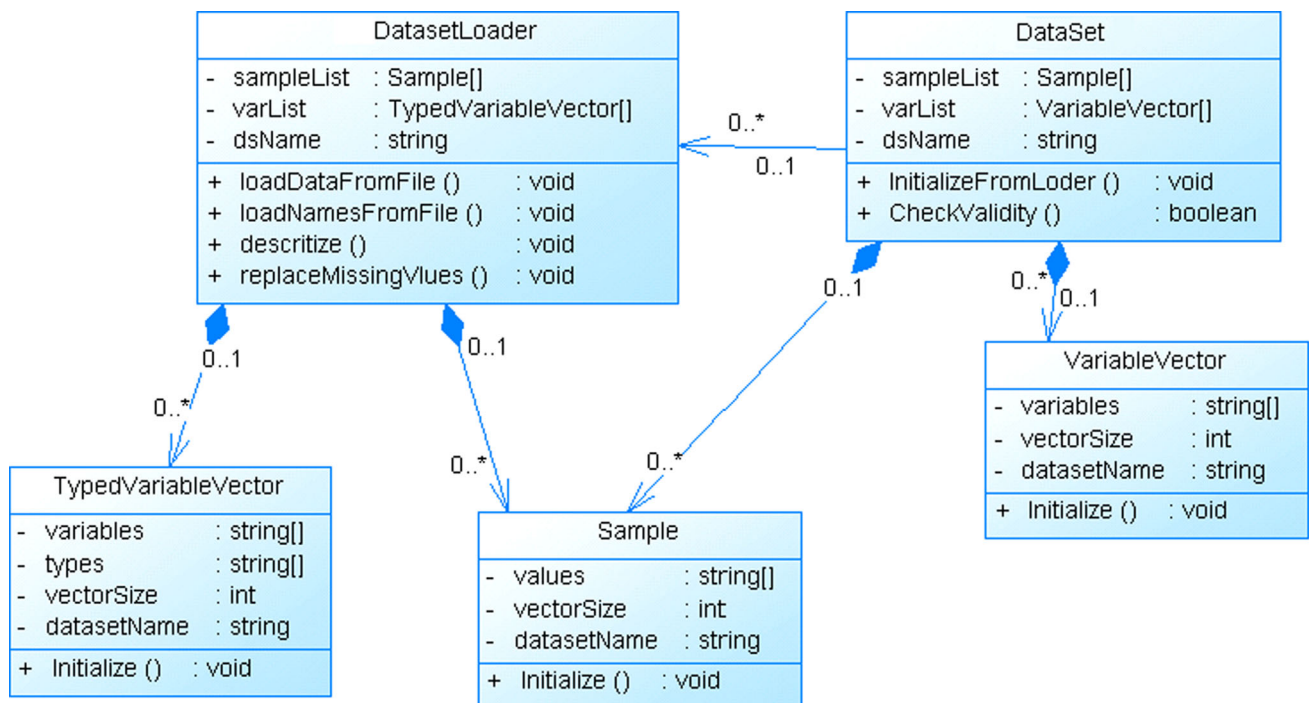 DatasetLoader
- sampleList : Sample[]
- varList : TypedVariableVector[]
- dsName : string
+ loadDataFromFile () : void
+ loadNamesFromFile () : void
+ descritize () : void
+ replaceMissingVlues () : void
DataSet
- sampleList : Sample[]
- varList : VariableVector[]
- dsName : string
+ InitializeFromLoder () : void
+ CheckValidity () : boolean
0..*
0..1
0..1
0..*
0..1
0..*
0..1
0..*
0..*
0..1
TypedVariableVector
- variables : string[]
- types : string[]
- vectorSize : int
- datasetName : string
+ Initialize () : void
Sample
- values : string[]
- vectorSize : int
- datasetName : string
+ Initialize () : void
VariableVector
- variables : string[]
- vectorSize : int
- datasetName : string
+ Initialize () : void